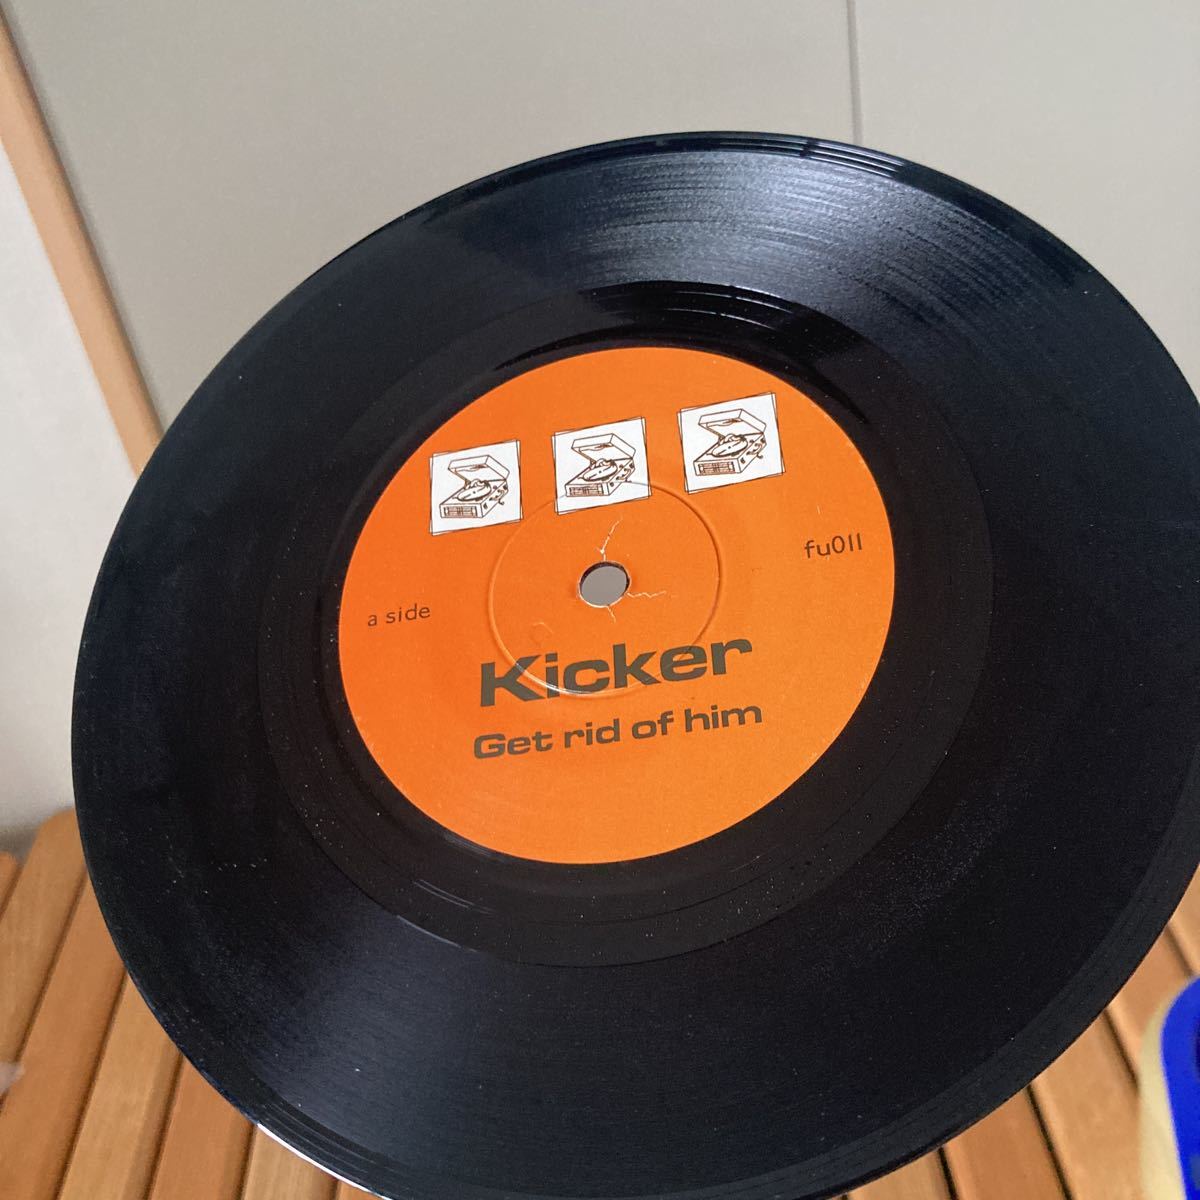 fu011
a side
Kicker
Get rid of him